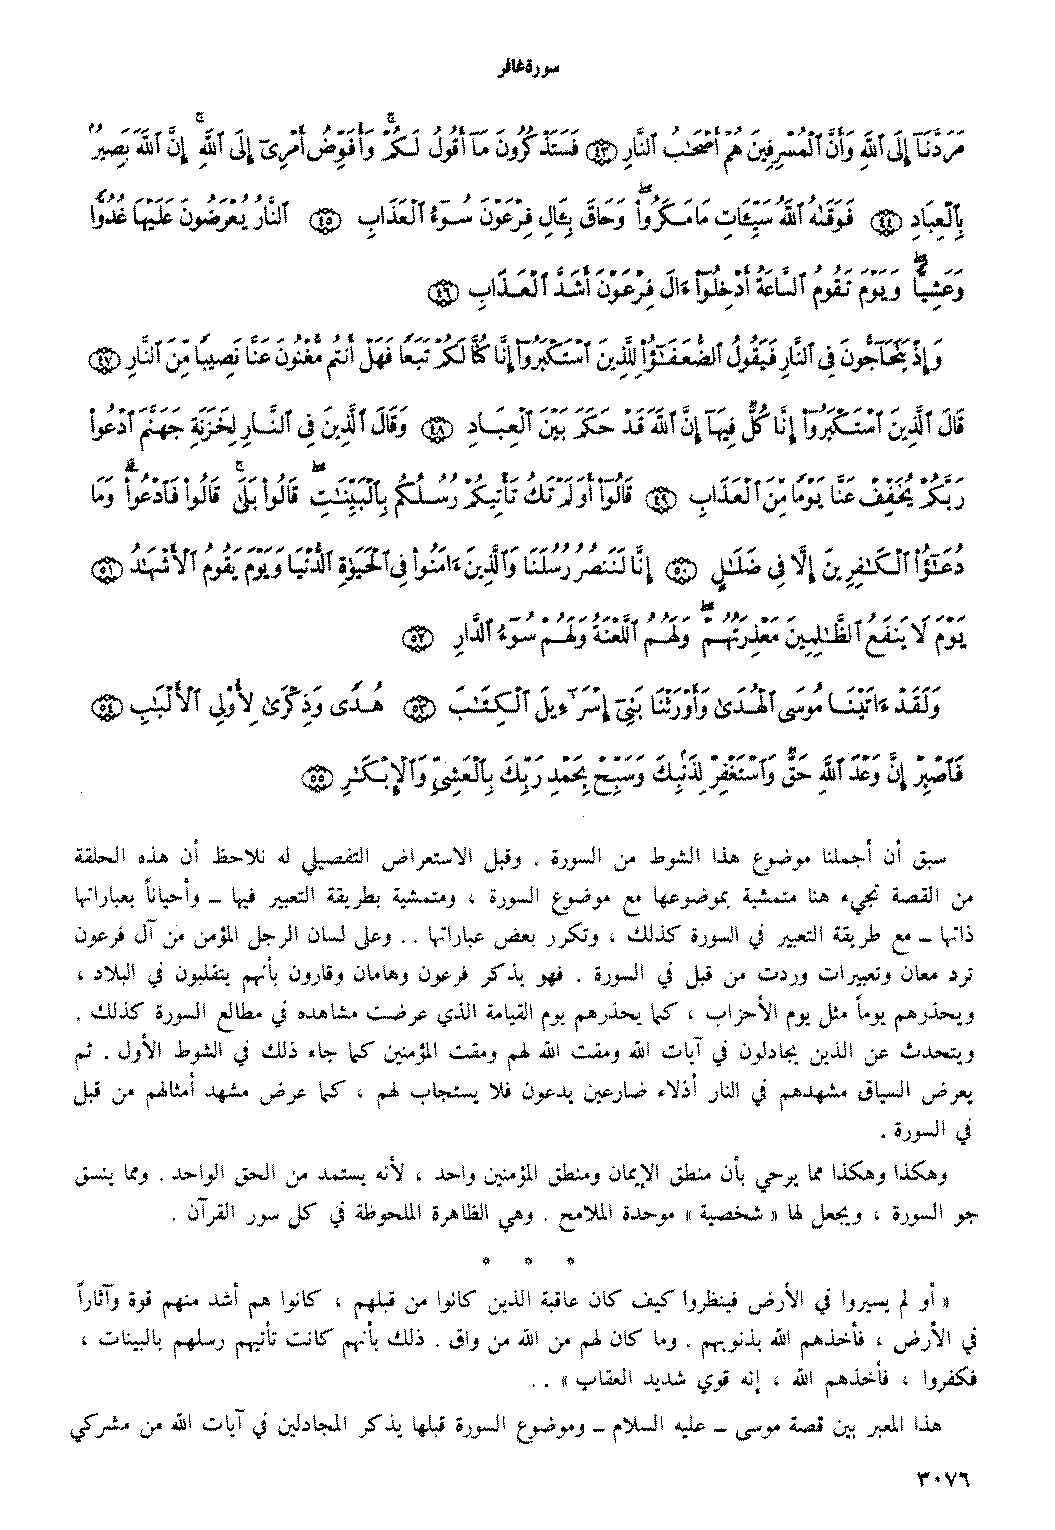 سورة غافر
مَرَدَّنَآ إِلَى ٱللَّهِ وَأَنَّ ٱلْمُسْرِفِينَ هُمْ أَصْحَٰبُ ٱلنَّارِ ﴿٤٣﴾ فَسَتَذْكُرُونَ مَآ أَقُولُ لَكُمْ ۚ وَأُفَوِّضُ أَمْرِىٓ إِلَى ٱللَّهِ ۚ إِنَّ ٱللَّهَ بَصِيرٌۢ
بِٱلْعِبَادِ ﴿٤٤﴾ فَوَقَىٰهُ ٱللَّهُ سَيِّـَٔاتِ مَا مَكَرُوا۟ ۖ وَحَاقَ بِـَٔالِ فِرْعَوْنَ سُوٓءُ ٱلْعَذَابِ ﴿٤٥﴾ ٱلنَّارُ يُعْرَضُونَ عَلَيْهَا غُدُوًّا
وَعَشِيًّا ۖ وَيَوْمَ تَقُومُ ٱلسَّاعَةُ أَدْخِلُوٓا۟ ءَالَ فِرْعَوْنَ أَشَدَّ ٱلْعَذَابِ ﴿٤٦﴾
وَإِذْ يَتَحَآجُّونَ فِى ٱلنَّارِ فَيَقُولُ ٱلضُّعَفَٰٓؤُا۟ لِلَّذِينَ ٱسْتَكْبَرُوٓا۟ إِنَّا كُنَّا لَكُمْ تَبَعًا فَهَلْ أَنتُم مُّغْنُونَ عَنَّا نَصِيبًا مِّنَ ٱلنَّارِ ﴿٤٧﴾
قَالَ ٱلَّذِينَ ٱسْتَكْبَرُوٓا۟ إِنَّا كُلٌّ فِيهَآ إِنَّ ٱللَّهَ قَدْ حَكَمَ بَيْنَ ٱلْعِبَادِ ﴿٤٨﴾ وَقَالَ ٱلَّذِينَ فِى ٱلنَّارِ لِخَزَنَةِ جَهَنَّمَ ٱدْعُوا۟
رَبَّكُمْ يُخَفِّفْ عَنَّا يَوْمًا مِّنَ ٱلْعَذَابِ ﴿٤٩﴾ قَالُوٓا۟ أَوَلَمْ تَكُ تَأْتِيكُمْ رُسُلُكُم بِٱلْبَيِّنَٰتِ ۖ قَالُوا۟ بَلَىٰ ۚ قَالُوا۟ فَٱدْعُوا۟ ۗ وَمَا
دُعَٰٓؤُا۟ ٱلْكَٰفِرِينَ إِلَّا فِى ضَلَٰلٍ ﴿٥٠﴾ إِنَّا لَنَنصُرُ رُسُلَنَا وَٱلَّذِينَ ءَامَنُوا۟ فِى ٱلْحَيَوٰةِ ٱلدُّنْيَا وَيَوْمَ يَقُومُ ٱلْأَشْهَٰدُ ﴿٥١﴾
يَوْمَ لَا يَنفَعُ ٱلظَّٰلِمِينَ مَعْذِرَتُهُمْ ۖ وَلَهُمُ ٱللَّعْنَةُ وَلَهُمْ سُوٓءُ ٱلدَّارِ ﴿٥٢﴾
وَلَقَدْ ءَاتَيْنَا مُوسَى ٱلْهُدَىٰ وَأَوْرَثْنَا بَنِىٓ إِسْرَٰٓءِيلَ ٱلْكِتَٰبَ ﴿٥٣﴾ هُدًى وَذِكْرَىٰ لِأُو۟لِى ٱلْأَلْبَٰبِ ﴿٥٤﴾
فَٱصْبِرْ إِنَّ وَعْدَ ٱللَّهِ حَقٌّ وَٱسْتَغْفِرْ لِذَنۢبِكَ وَسَبِّحْ بِحَمْدِ رَبِّكَ بِٱلْعَشِىِّ وَٱلْإِبْكَٰرِ ﴿٥٥﴾
سبق أن أجملنا موضوع هذا الشوط من السورة . وقبل الاستعراض التفصيلي له نلاحظ أن هذه الحلقة
من القصة تجيء هنا متمشية بموضوعها مع موضوع السورة ، ومتمشية بطريقة التعبير فيها – وأحياناً بعباراتها
ذاتها – مع طريقة التعبير في السورة كذلك ، وتكرر بعض عباراتها . . وعلى لسان الرجل المؤمن من آل فرعون
ترد معان وتعبيرات وردت من قبل في السورة . فهو يذكر فرعون وهامان وقارون بأنهم يتقلبون في البلاد ،
ويحذرهم يوماً مثل يوم الأحزاب ، كما يحذرهم يوم القيامة الذي عرضت مشاهده في مطالع السورة كذلك .
ويتحدث عن الذين يجادلون في آيات الله ومقت الله لهم ومقت المؤمنين كما جاء ذلك في الشوط الأول . ثم
يعرض السياق مشهدهم في النار أذلاء ضارعين يدعون فلا يستجاب لهم ، كما عرض مشهد أمثالهم من قبل
في السورة .
وهكذا وهكذا مما يوحي بأن منطق الإيمان ومنطق المؤمنين واحد ، لأنه يستمد من الحق الواحد . ومما ينسق
جو السورة ، ويجعل لها « شخصية » موحدة الملامح . وهي الظاهرة الملحوظة في كل سور القرآن .
* * *
« أو لم يسيروا في الأرض فينظروا كيف كان عاقبة الذين كانوا من قبلهم ، كانوا هم أشد منهم قوة وآثاراً
في الأرض ، فأخذهم الله بذنوبهم . وما كان لهم من الله من واق . ذلك بأنهم كانت تأتيهم رسلهم بالبينات ،
فكفروا ، فأخذهم الله ، إنه قوي شديد العقاب » . .
هذا المعبر بين قصة موسى – عليه السلام – وموضوع السورة قبلها يذكر المجادلين في آيات الله من مشركي
٣٠٧٦